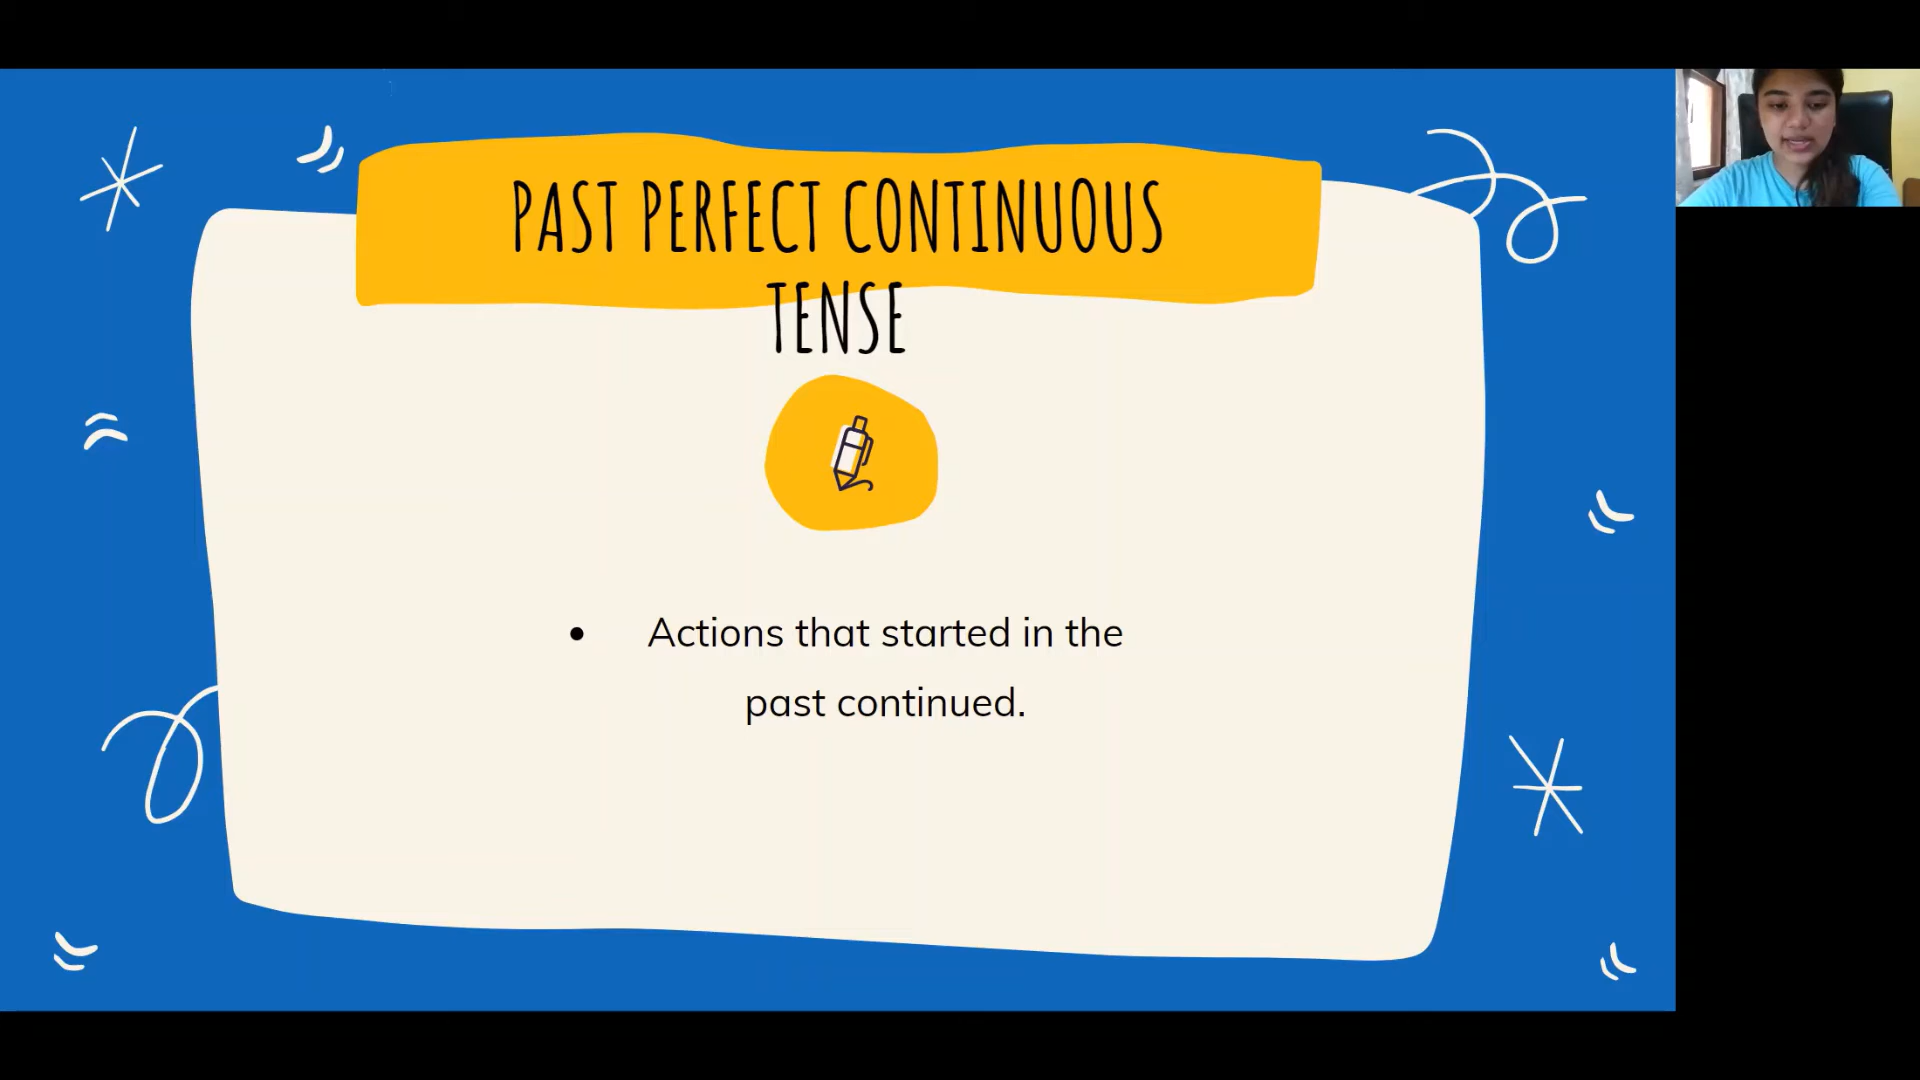 PAST PERFECT CONTINUOUS
TENSE
• Actions that started in the
past continued.